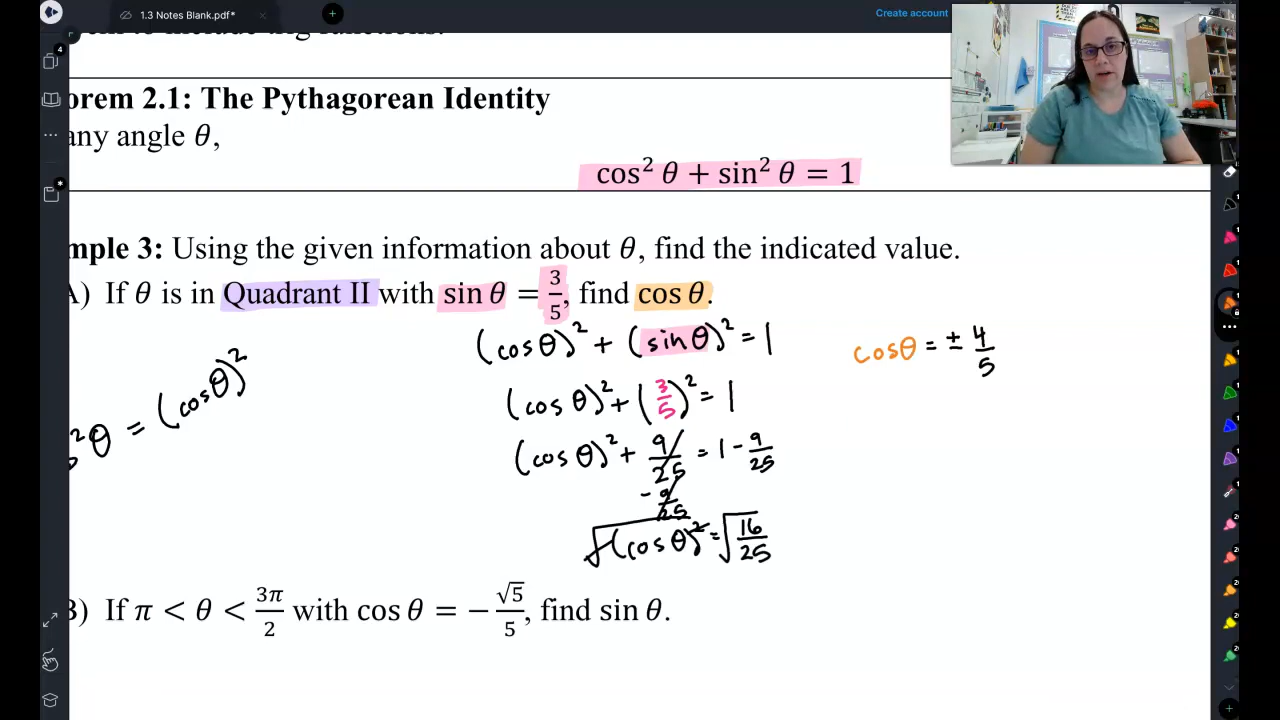 1.3 Notes Blank.pdf*
Create account
orem 2.1: The Pythagorean Identity
any angle θ,
cos² θ + sin² θ = 1
mple 3: Using the given information about θ, find the indicated value.
A) If θ is in Quadrant II with sin θ = 3/5, find cos θ.
(cos θ)² + (sin θ)² = 1
cos θ = ± 4/5
(cos θ)² + (3/5)² = 1
²θ = (cos θ)²
(cos θ)² + 9/25 = 1 - 9/25
- 9/25
√(cos θ)² = √16/25
B) If π < θ < 3π/2 with cos θ = −√5/5, find sin θ.